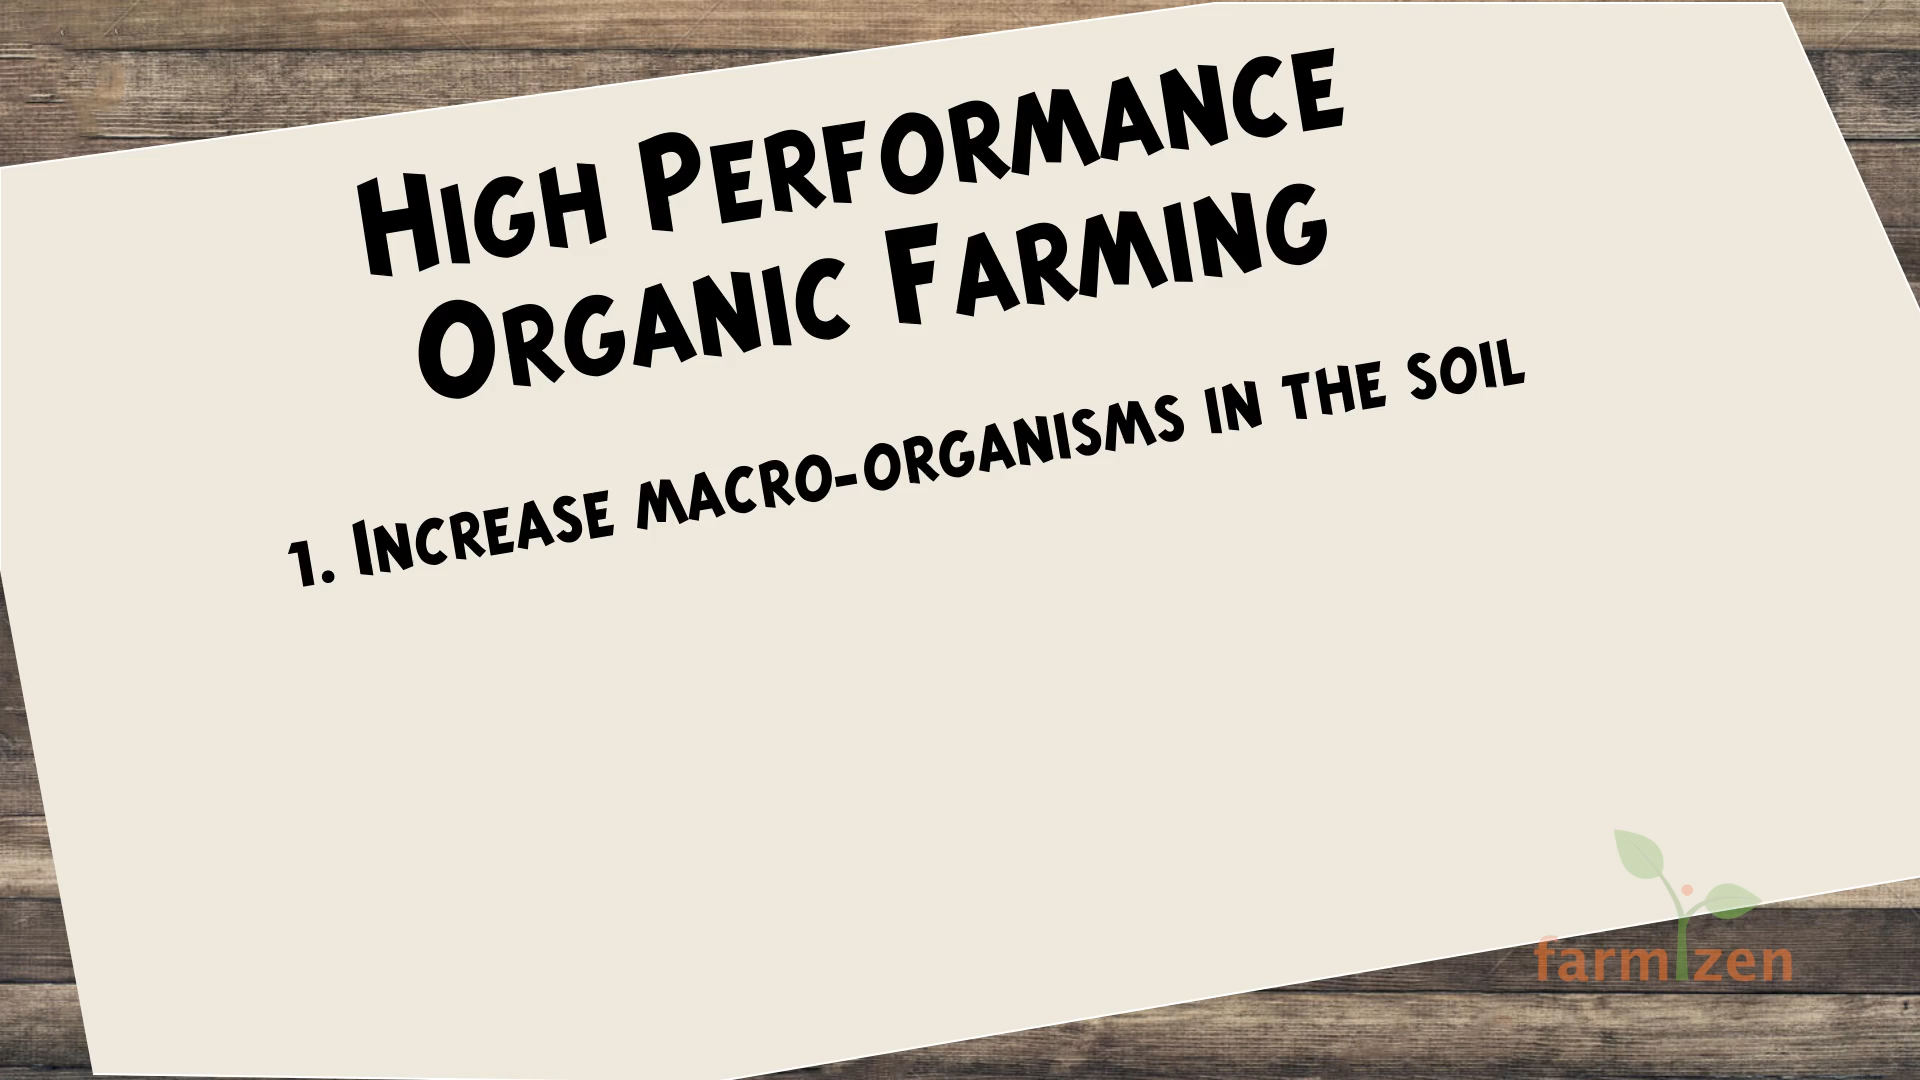 High Performance
Organic Farming
1. Increase macro-organisms in the soil
farmizen